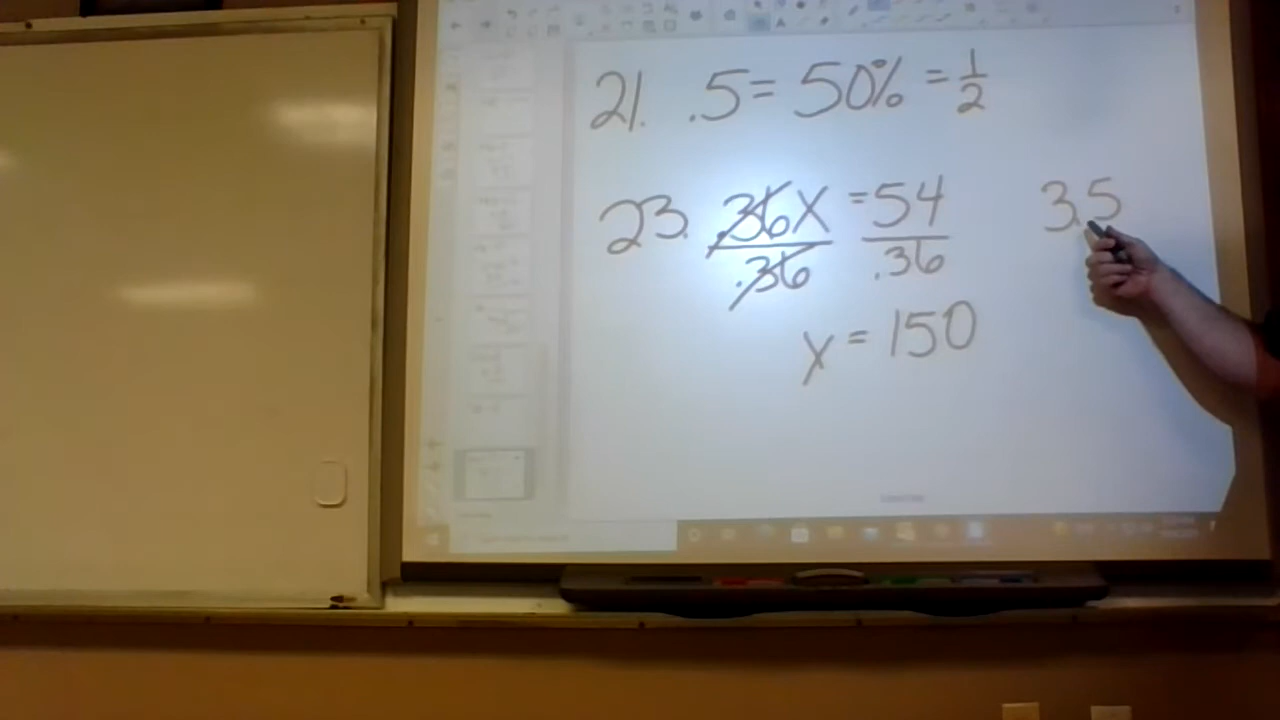 21. .5 = 50% = 1/2
23. .36x/.36 = 54/.36
x = 150
3.5